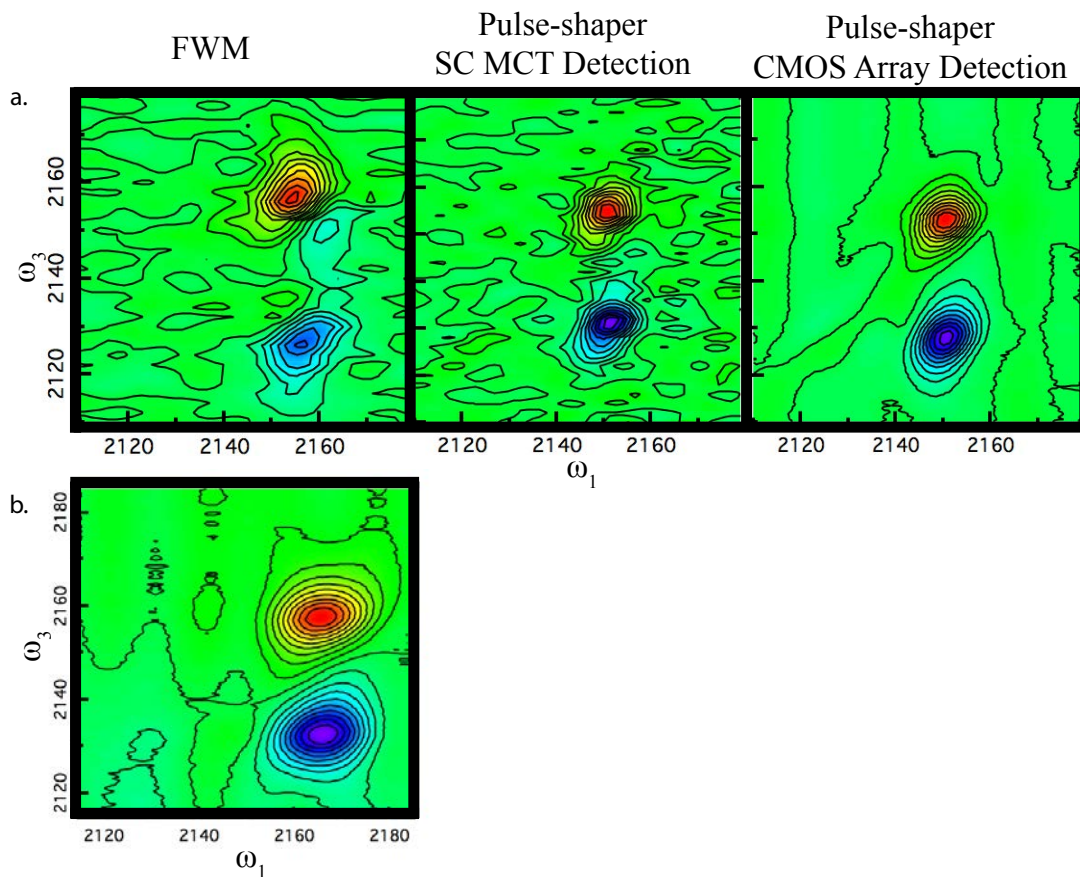 FWM
Pulse-shaper
SC MCT Detection
Pulse-shaper
CMOS Array Detection
a.
ω3
2160
2140
2120
2120 2140 2160
2120 2140 2160
2120 2140 2160
ω1
b.
ω3
2180
2160
2140
2120
2120 2140 2160 2180
ω1